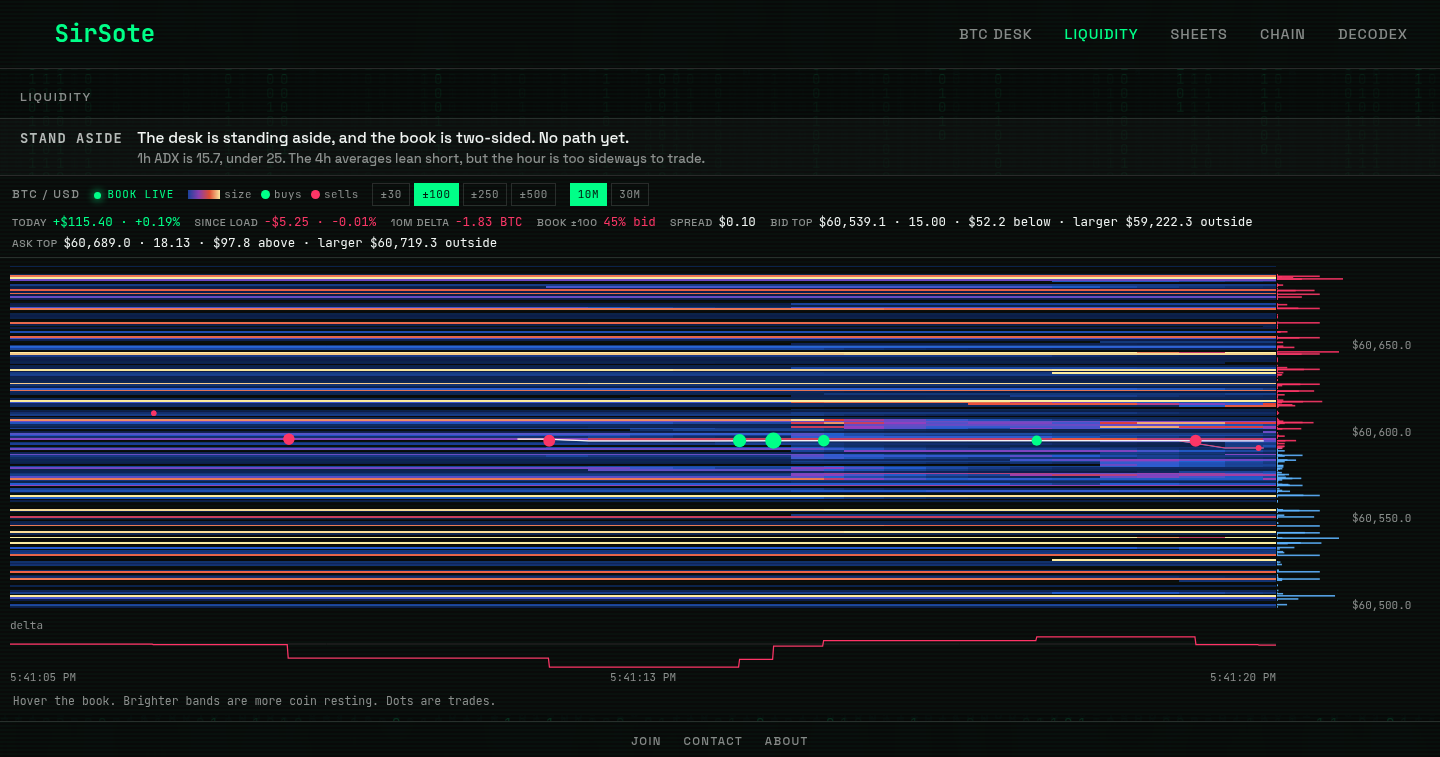 SirSote
BTC DESK LIQUIDITY SHEETS CHAIN DECODEX
LIQUIDITY
STAND ASIDE The desk is standing aside, and the book is two-sided. No path yet.
1h ADX is 15.7, under 25. The 4h averages lean short, but the hour is too sideways to trade.
BTC / USD BOOK LIVE size buys sells ±30 ±100 ±250 ±500 10M 30M
TODAY +$115.40 · +0.19% SINCE LOAD -$5.25 · -0.01% 10M DELTA -1.83 BTC BOOK ±100 45% bid SPREAD $0.10 BID TOP $60,539.1 · 15.00 · $52.2 below · larger $59,222.3 outside
ASK TOP $60,689.0 · 18.13 · $97.8 above · larger $60,719.3 outside
$60,650.0
$60,600.0
$60,550.0
$60,500.0
delta
5:41:05 PM 5:41:13 PM 5:41:20 PM
Hover the book. Brighter bands are more coin resting. Dots are trades.
JOIN CONTACT ABOUT